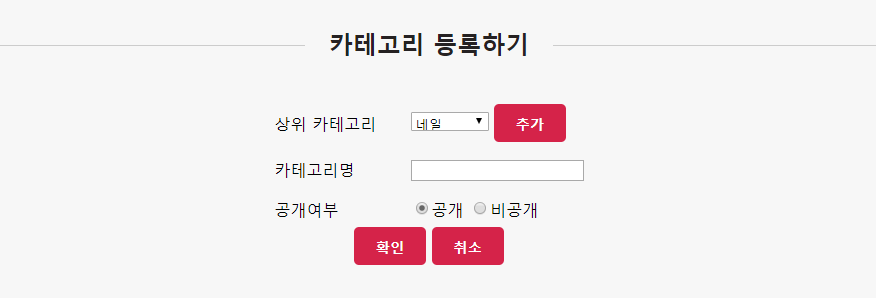 카테고리 등록하기
상위 카테고리 네일 추가
카테고리명
공개여부 공개 비공개
확인 취소